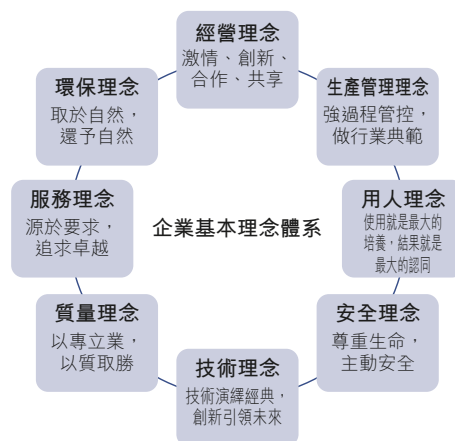 經營理念
激情、創新、
合作、共享
生產管理理念
強過程管控，
做行業典範
用人理念
使用就是最大的
培養，結果就是
最大的認同
安全理念
尊重生命，
主動安全
技術理念
技術演繹經典，
創新引領未來
質量理念
以專立業，
以質取勝
服務理念
源於要求，
追求卓越
環保理念
取於自然，
還予自然
企業基本理念體系